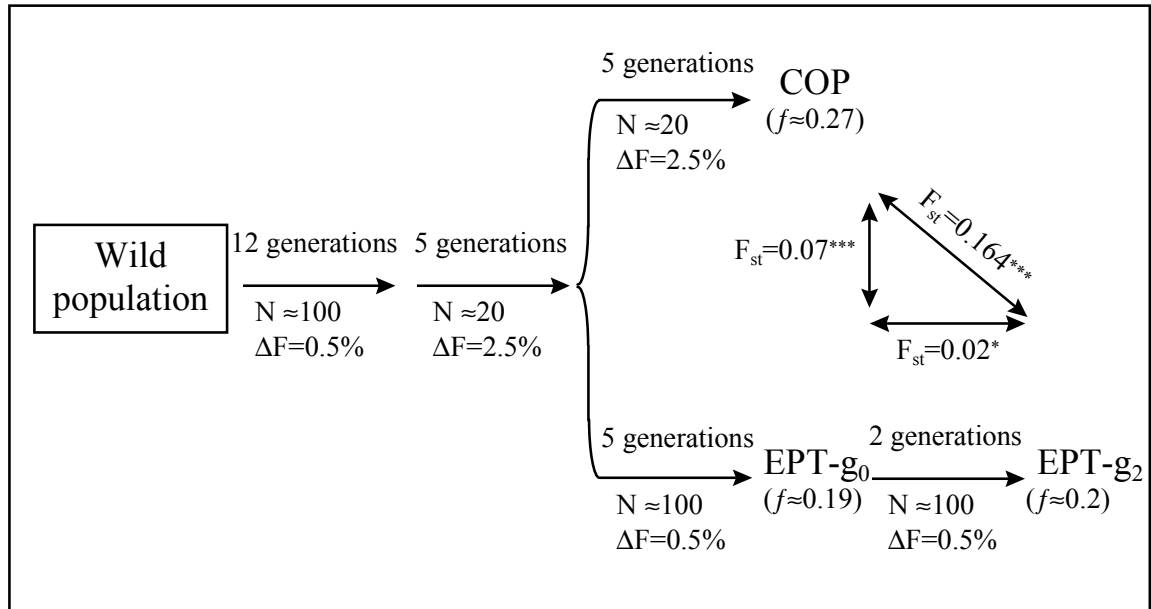 5 generations
N ≈20
ΔF=2.5%
COP
(f≈0.27)
Wild
population
12 generations
N ≈100
ΔF=0.5%
5 generations
N ≈20
ΔF=2.5%
Fst=0.07***
Fst=0.164***
Fst=0.02*
5 generations
N ≈100
ΔF=0.5%
EPT-g0
(f≈0.19)
2 generations
N ≈100
ΔF=0.5%
EPT-g2
(f≈0.2)